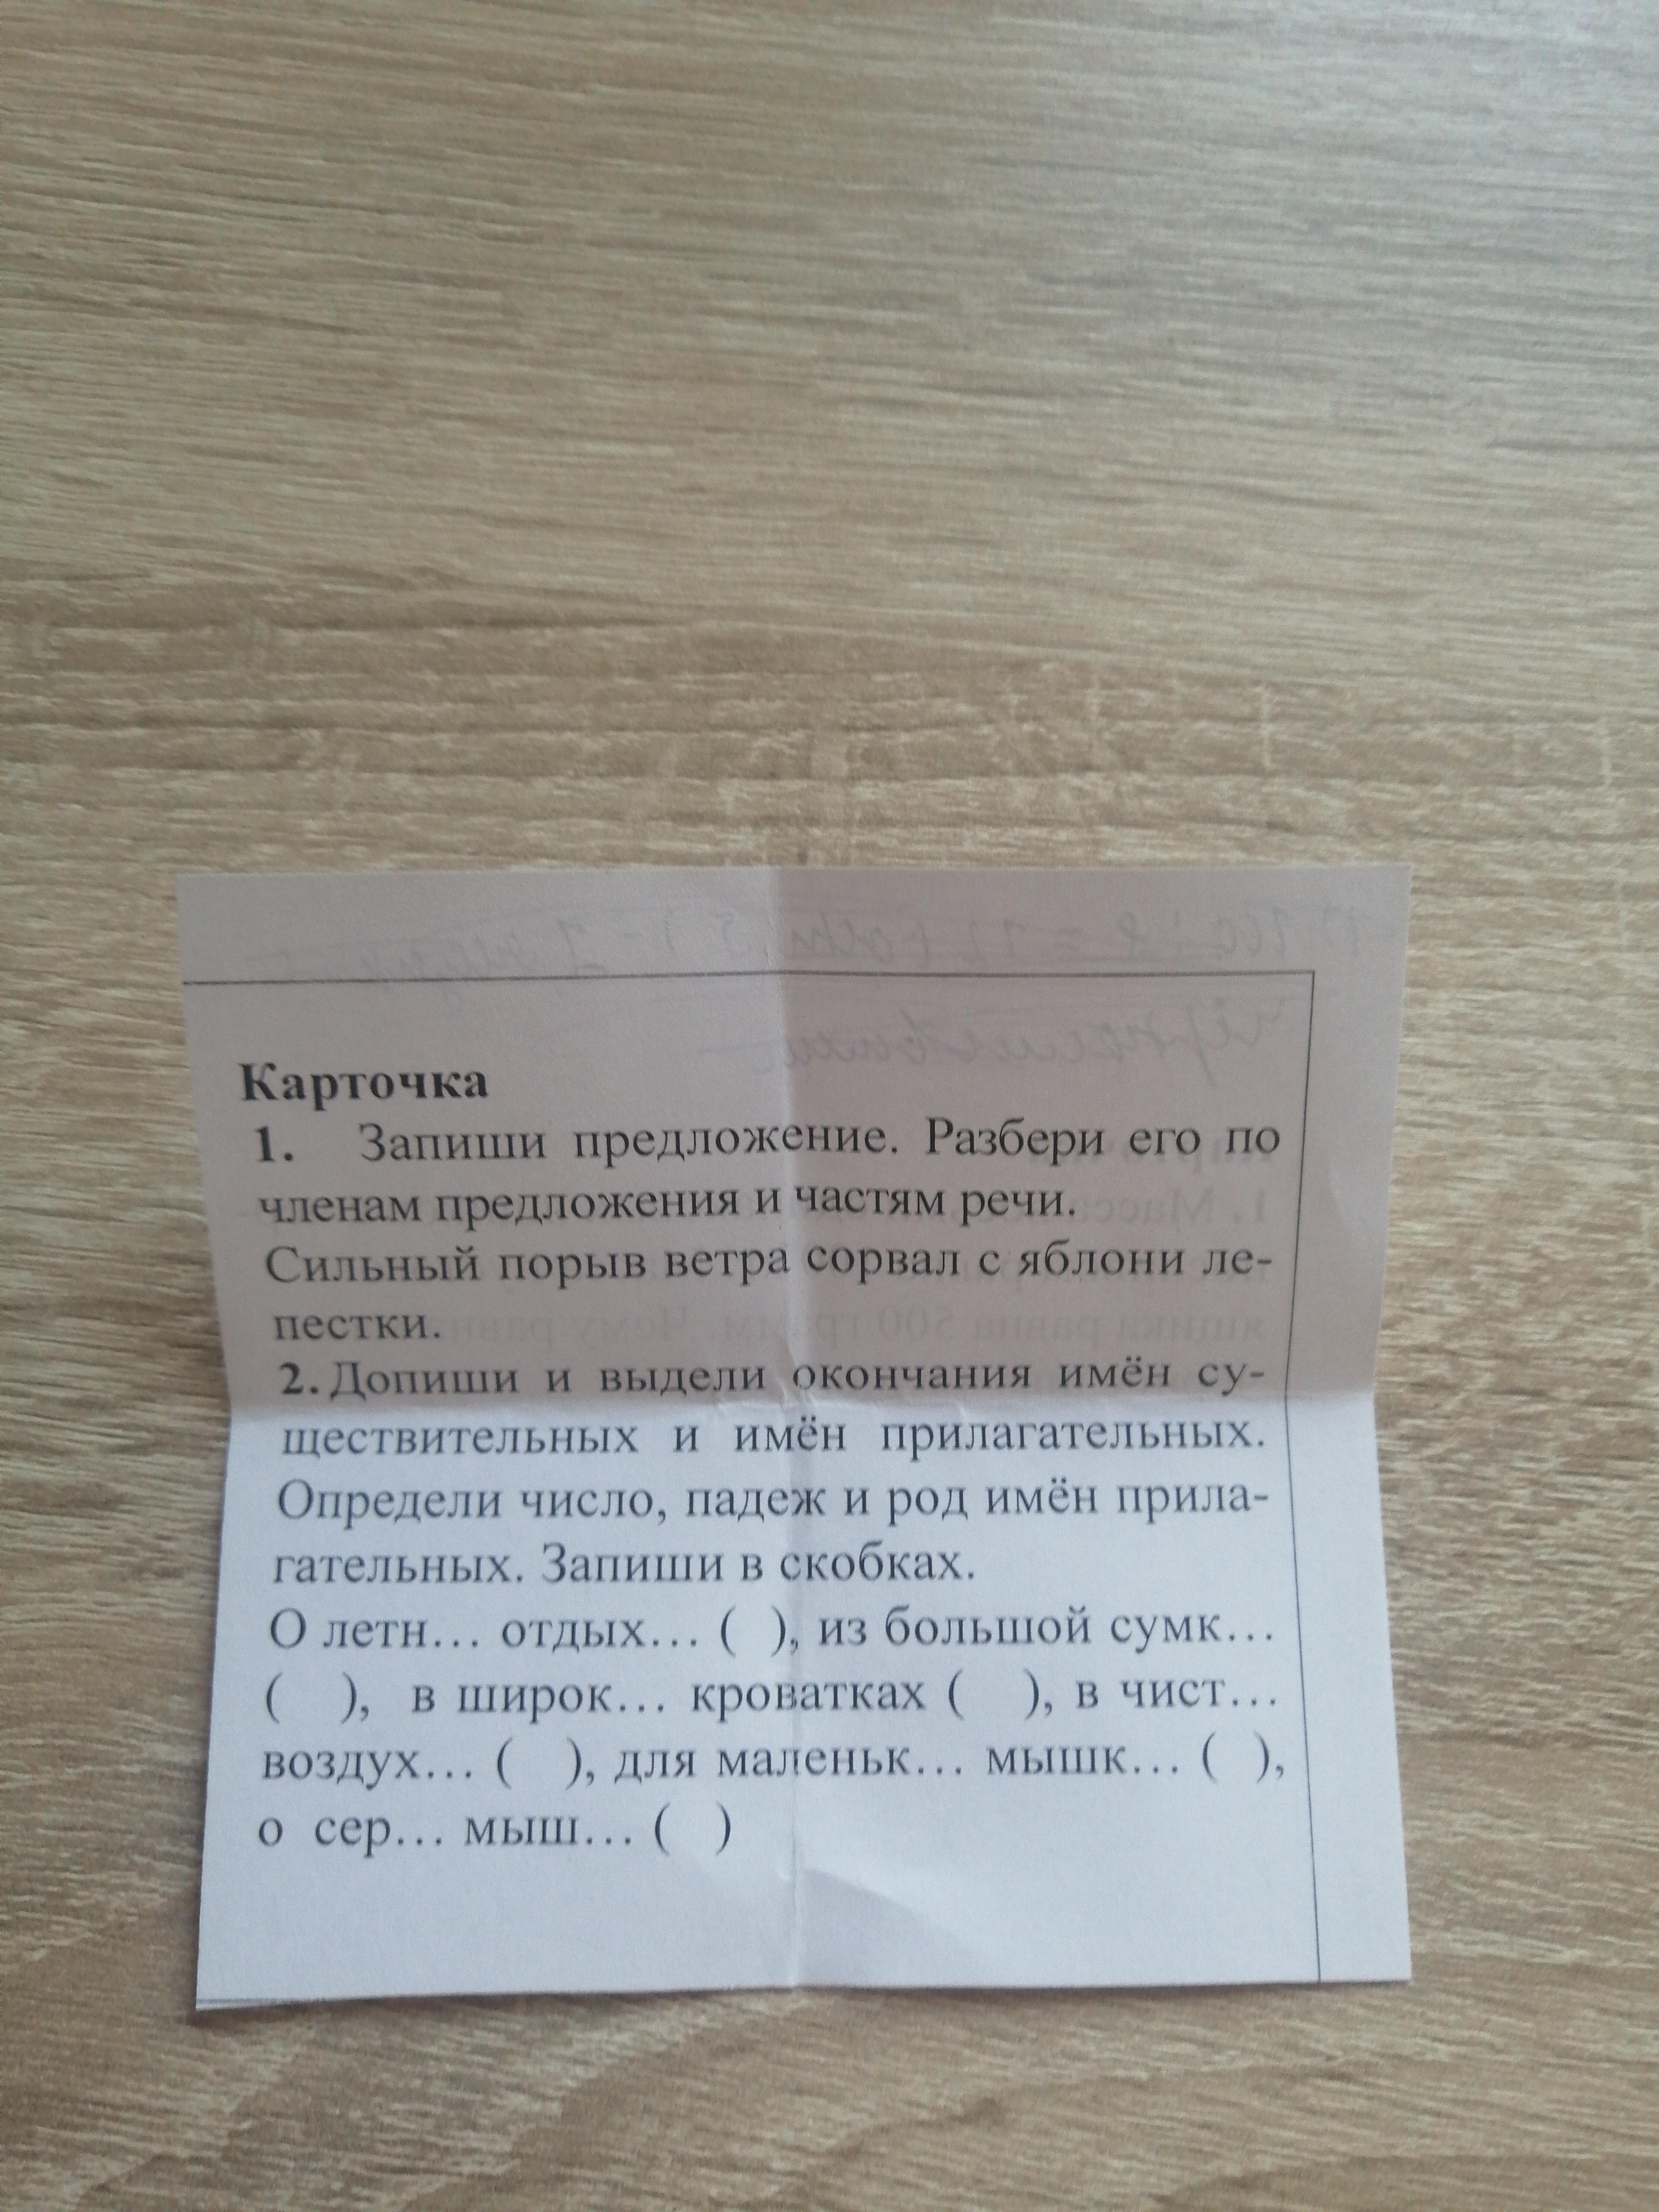 Карточка
1. Запиши предложение. Разбери его по
членам предложения и частям речи.
Сильный порыв ветра сорвал с яблони ле-
пестки.
2. Допиши и выдели окончания имён су-
ществительных и имён прилагательных.
Определи число, падеж и род имён прила-
гательных. Запиши в скобках.
О летн... отдых... ( ), из большой сумк...
( ), в широк... кроватках ( ), в чист...
воздух... ( ), для маленьк... мышк... ( ),
о сер... мыш... ( )